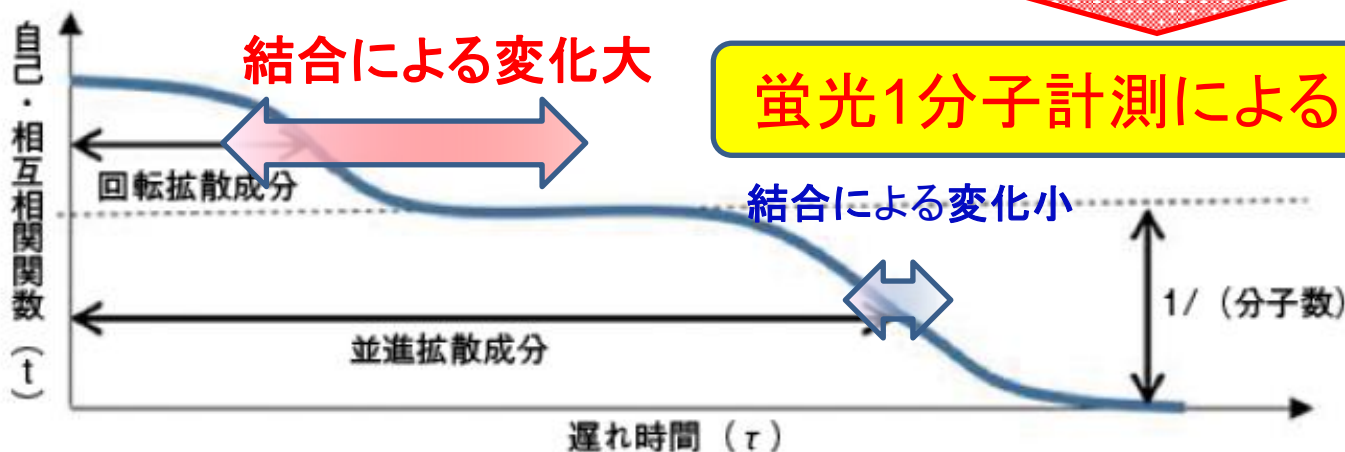 自己・相互相関関数（t）
結合による変化大
蛍光1分子計測による
回転拡散成分
結合による変化小
1/（分子数）
並進拡散成分
遅れ時間（τ）